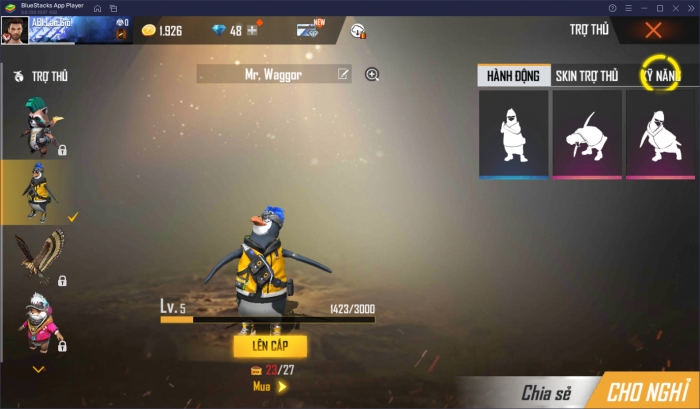 BlueStacks App Player
1.926
48
NEW
TRỢ THỦ
TRỢ THỦ
Mr. Waggor
HÀNH ĐỘNG
SKIN TRỢ THỦ
KỸ NĂNG
Lv. 5
1423/3000
LÊN CẤP
23/27
Mua
Chia sẻ
CHO NGHỈ